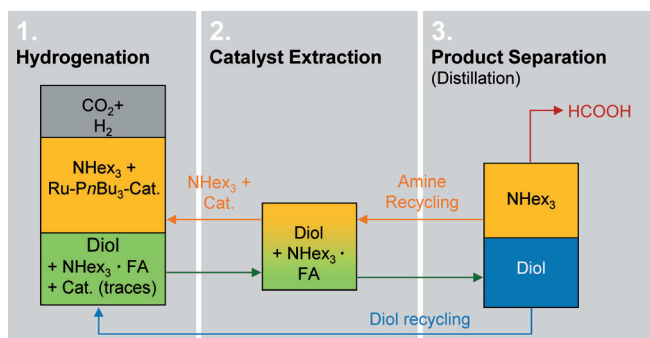 1.
Hydrogenation
2.
Catalyst Extraction
3.
Product Separation
(Distillation)
CO₂+
H₂
NHex₃ +
Ru-PnBu₃-Cat.
Diol
+ NHex₃ · FA
+ Cat. (traces)
NHex₃ +
Cat.
Diol
+ NHex₃ ·
FA
Amine
Recycling
HCOOH
NHex₃
Diol
Diol recycling